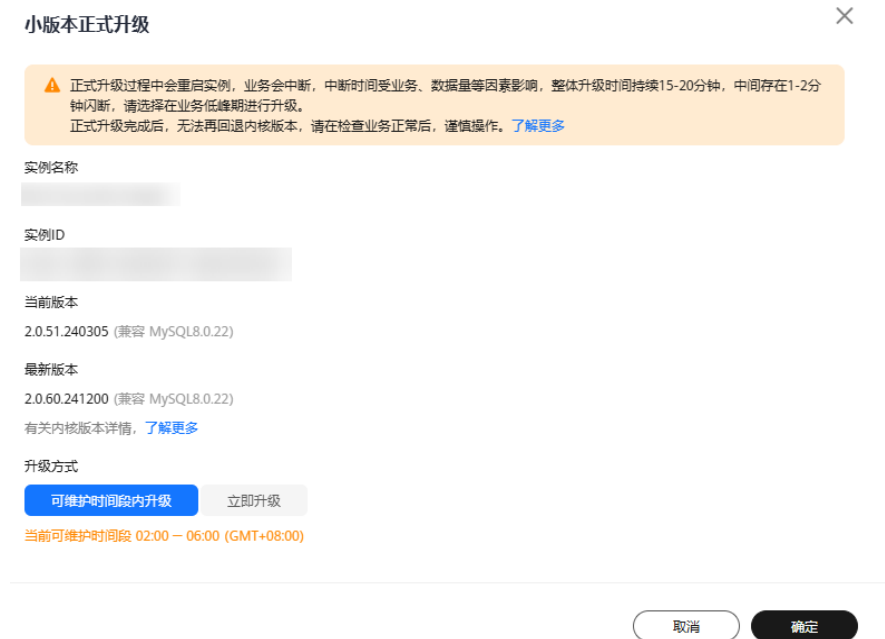 小版本正式升级
正式升级过程中会重启实例，业务会中断，中断时间受业务、数据量等因素影响，整体升级时间持续15-20分钟，中间存在1-2分
钟闪断，请选择在业务低峰期进行升级。
正式升级完成后，无法再回退内核版本，请在检查业务正常后，谨慎操作。了解更多
实例名称
实例ID
当前版本
2.0.51.240305 (兼容 MySQL8.0.22)
最新版本
2.0.60.241200 (兼容 MySQL8.0.22)
有关内核版本详情，了解更多
升级方式
可维护时间段内升级 立即升级
当前可维护时间段 02:00 — 06:00 (GMT+08:00)
取消 确定